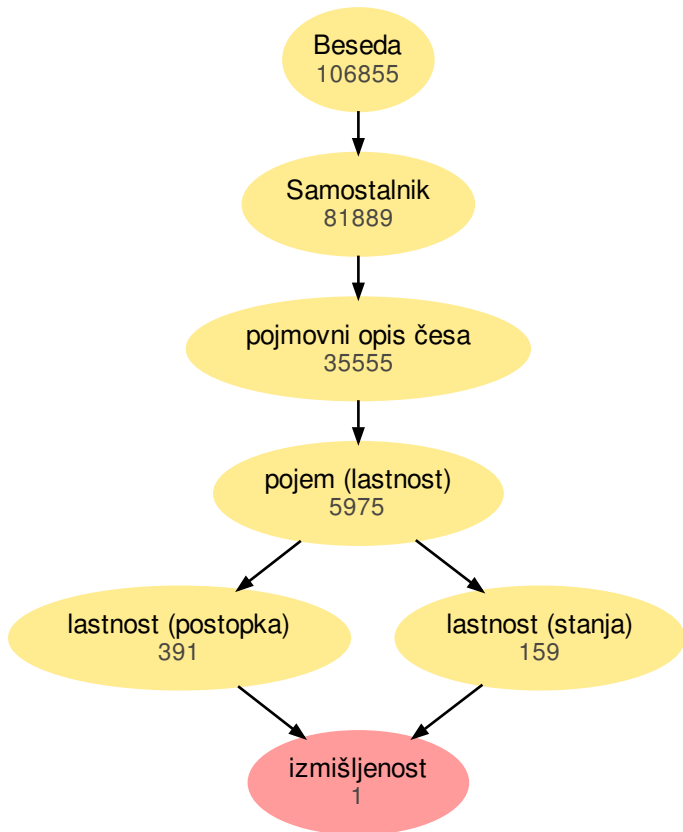 Beseda
106855
Samostalnik
81889
pojmovni opis česa
35555
pojem (lastnost)
5975
lastnost (postopka)
391
lastnost (stanja)
159
izmišljenost
1